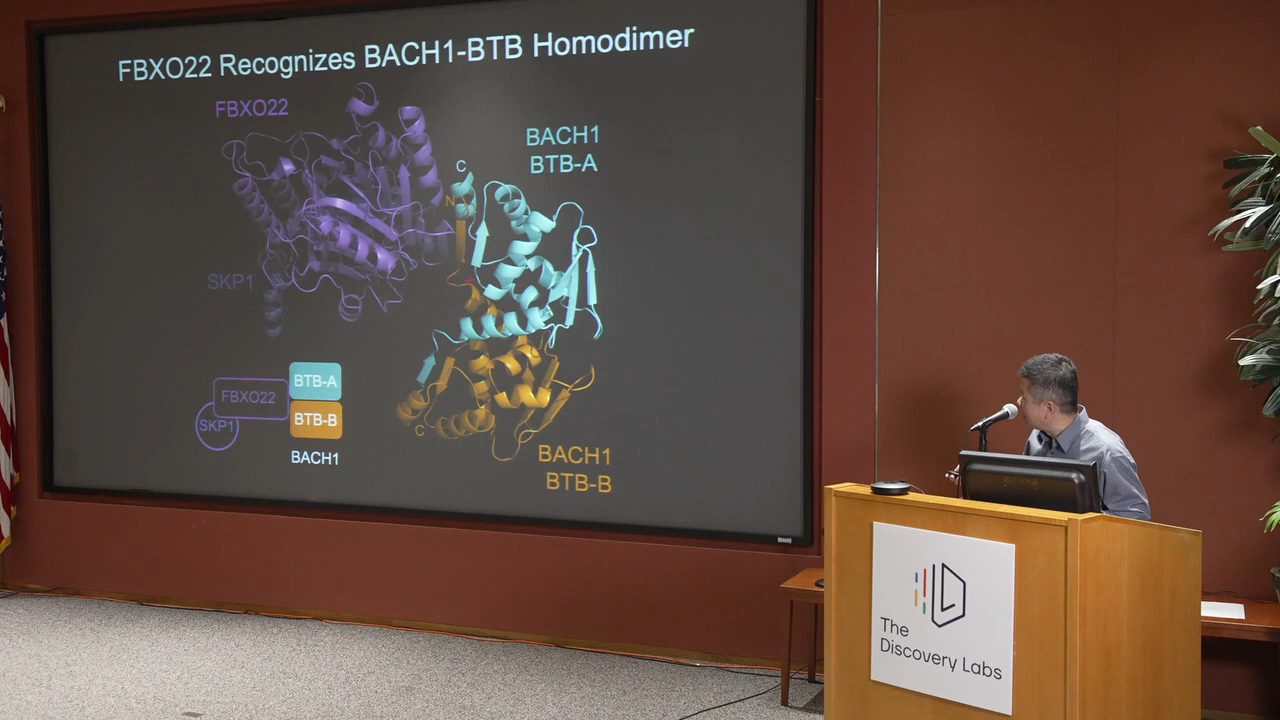 FBXO22 Recognizes BACH1-BTB Homodimer
FBXO22
BACH1
BTB-A
C
N
SKP1
BTB-A
FBXO22
BTB-B
SKP1
BACH1
C
BACH1
BTB-B
The
Discovery Labs